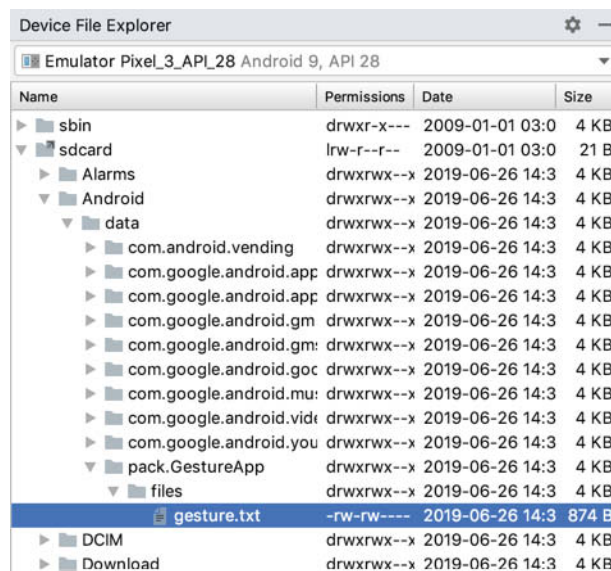 Device File Explorer
Emulator Pixel_3_API_28 Android 9, API 28
Name Permissions Date Size
sbin drwxr-x--- 2009-01-01 03:0 4 KB
sdcard lrw-r--r-- 2009-01-01 03:0 21 B
Alarms drwxrwx--x 2019-06-26 14:3 4 KB
Android drwxrwx--x 2019-06-26 14:3 4 KB
data drwxrwx--x 2019-06-26 14:3 4 KB
com.android.vending drwxrwx--x 2019-06-26 14:3 4 KB
com.google.android.app drwxrwx--x 2019-06-26 14:3 4 KB
com.google.android.app drwxrwx--x 2019-06-26 14:3 4 KB
com.google.android.gm drwxrwx--x 2019-06-26 14:3 4 KB
com.google.android.gms drwxrwx--x 2019-06-26 14:3 4 KB
com.google.android.goo drwxrwx--x 2019-06-26 14:3 4 KB
com.google.android.mus drwxrwx--x 2019-06-26 14:3 4 KB
com.google.android.vide drwxrwx--x 2019-06-26 14:3 4 KB
com.google.android.you drwxrwx--x 2019-06-26 14:3 4 KB
pack.GestureApp drwxrwx--x 2019-06-26 14:3 4 KB
files drwxrwx--x 2019-06-26 14:3 4 KB
gesture.txt -rw-rw---- 2019-06-26 14:3 874 B
DCIM drwxrwx--x 2019-06-26 14:3 4 KB
Download drwxrwx--x 2019-06-26 14:3 4 KB